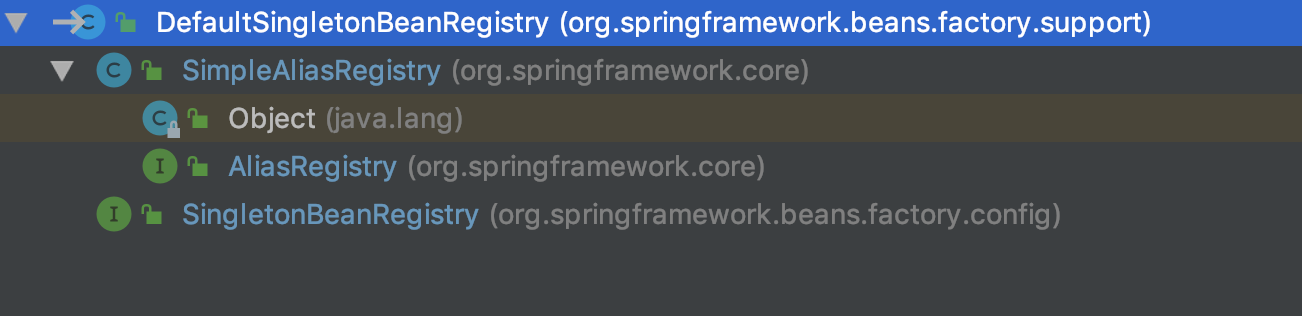 C DefaultSingletonBeanRegistry (org.springframework.beans.factory.support)
C SimpleAliasRegistry (org.springframework.core)
C Object (java.lang)
I AliasRegistry (org.springframework.core)
I SingletonBeanRegistry (org.springframework.beans.factory.config)